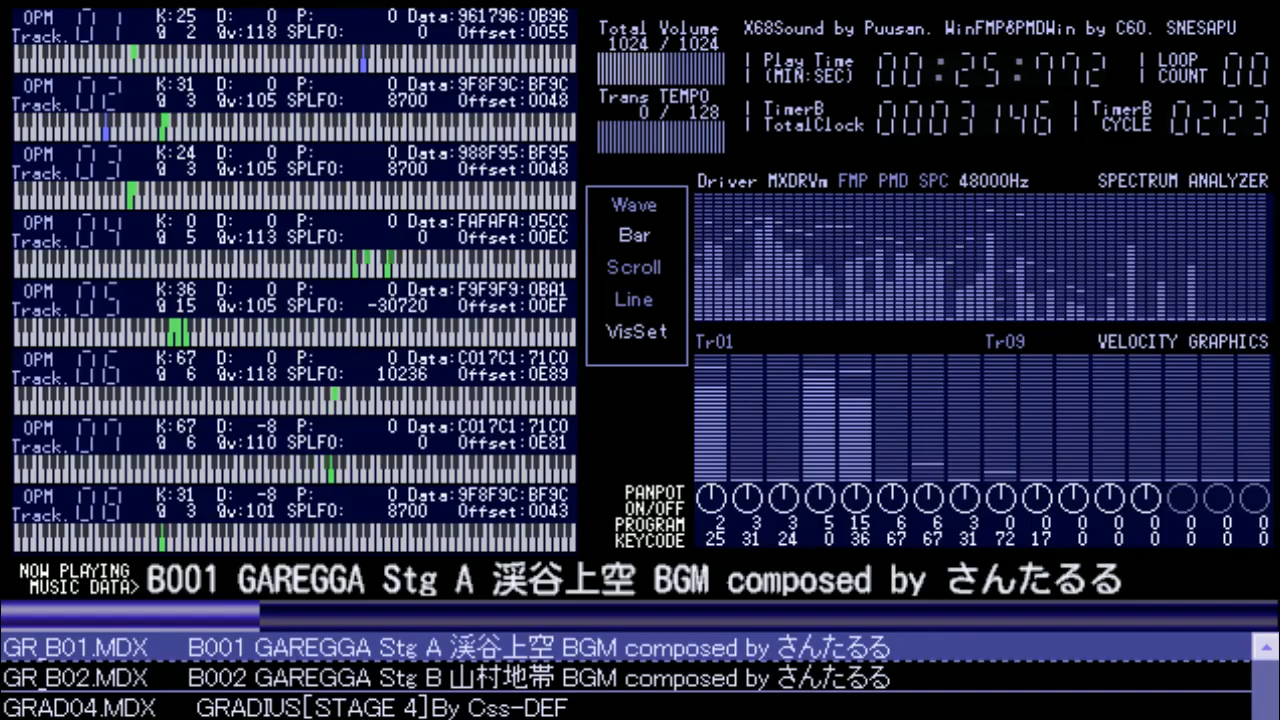 OPM K:25 D: 0 P: 0 Data:961796:0B96
Track. 01 @ 2 @v:118 SPLFO: 0 Offset:0055
OPM K:31 D: 0 P: 0 Data:9F8F9C:BF9C
Track. 02 @ 3 @v:105 SPLFO: 8700 Offset:0048
OPM K:24 D: 0 P: 0 Data:988F95:BF95
Track. 03 @ 3 @v:105 SPLFO: 8700 Offset:0048
OPM K: 0 D: 0 P: 0 Data:FAFAFA:05CC
Track. 04 @ 5 @v:113 SPLFO: 0 Offset:00EC
OPM K:36 D: 0 P: 0 Data:F9F9F9:0BA1
Track. 05 @ 15 @v:105 SPLFO: -30720 Offset:00EF
OPM K:67 D: 0 P: 0 Data:C017C1:71C0
Track. 06 @ 6 @v:118 SPLFO: 10236 Offset:0E89
OPM K:67 D: -8 P: 0 Data:C017C1:71C0
Track. 07 @ 6 @v:110 SPLFO: 0 Offset:0E81
OPM K:31 D: -8 P: 0 Data:9F8F9C:BF9C
Track. 08 @ 3 @v:101 SPLFO: 8700 Offset:0043
Total Volume
1024 / 1024
Trans TEMPO
0 / 128
X68Sound by Puusan. WinFMP&PMDWin by C60. SNESAPU
Play Time (MIN:SEC) 00:25:772 LOOP COUNT 00
TimerB TotalClock 0003146 TimerB CYCLE 0223
Wave
Bar
Scroll
Line
VisSet
Driver MXDRVm FMP PMD SPC 48000Hz SPECTRUM ANALYZER
Tr01 Tr09 VELOCITY GRAPHICS
PANPOT
ON/OFF
PROGRAM 2 3 3 5 15 6 6 3 0 0 0 0 0 0 0 0
KEYCODE 25 31 24 0 36 67 67 31 72 17 0 0 0 0 0 0
NOW PLAYING
MUSIC DATA> B001 GAREGGA Stg A 渓谷上空 BGM composed by さんたるる
GR_B01.MDX B001 GAREGGA Stg A 渓谷上空 BGM composed by さんたるる
GR_B02.MDX B002 GAREGGA Stg B 山村地帯 BGM composed by さんたるる
GRAD04.MDX GRADIUS[STAGE 4]By Css-DEF